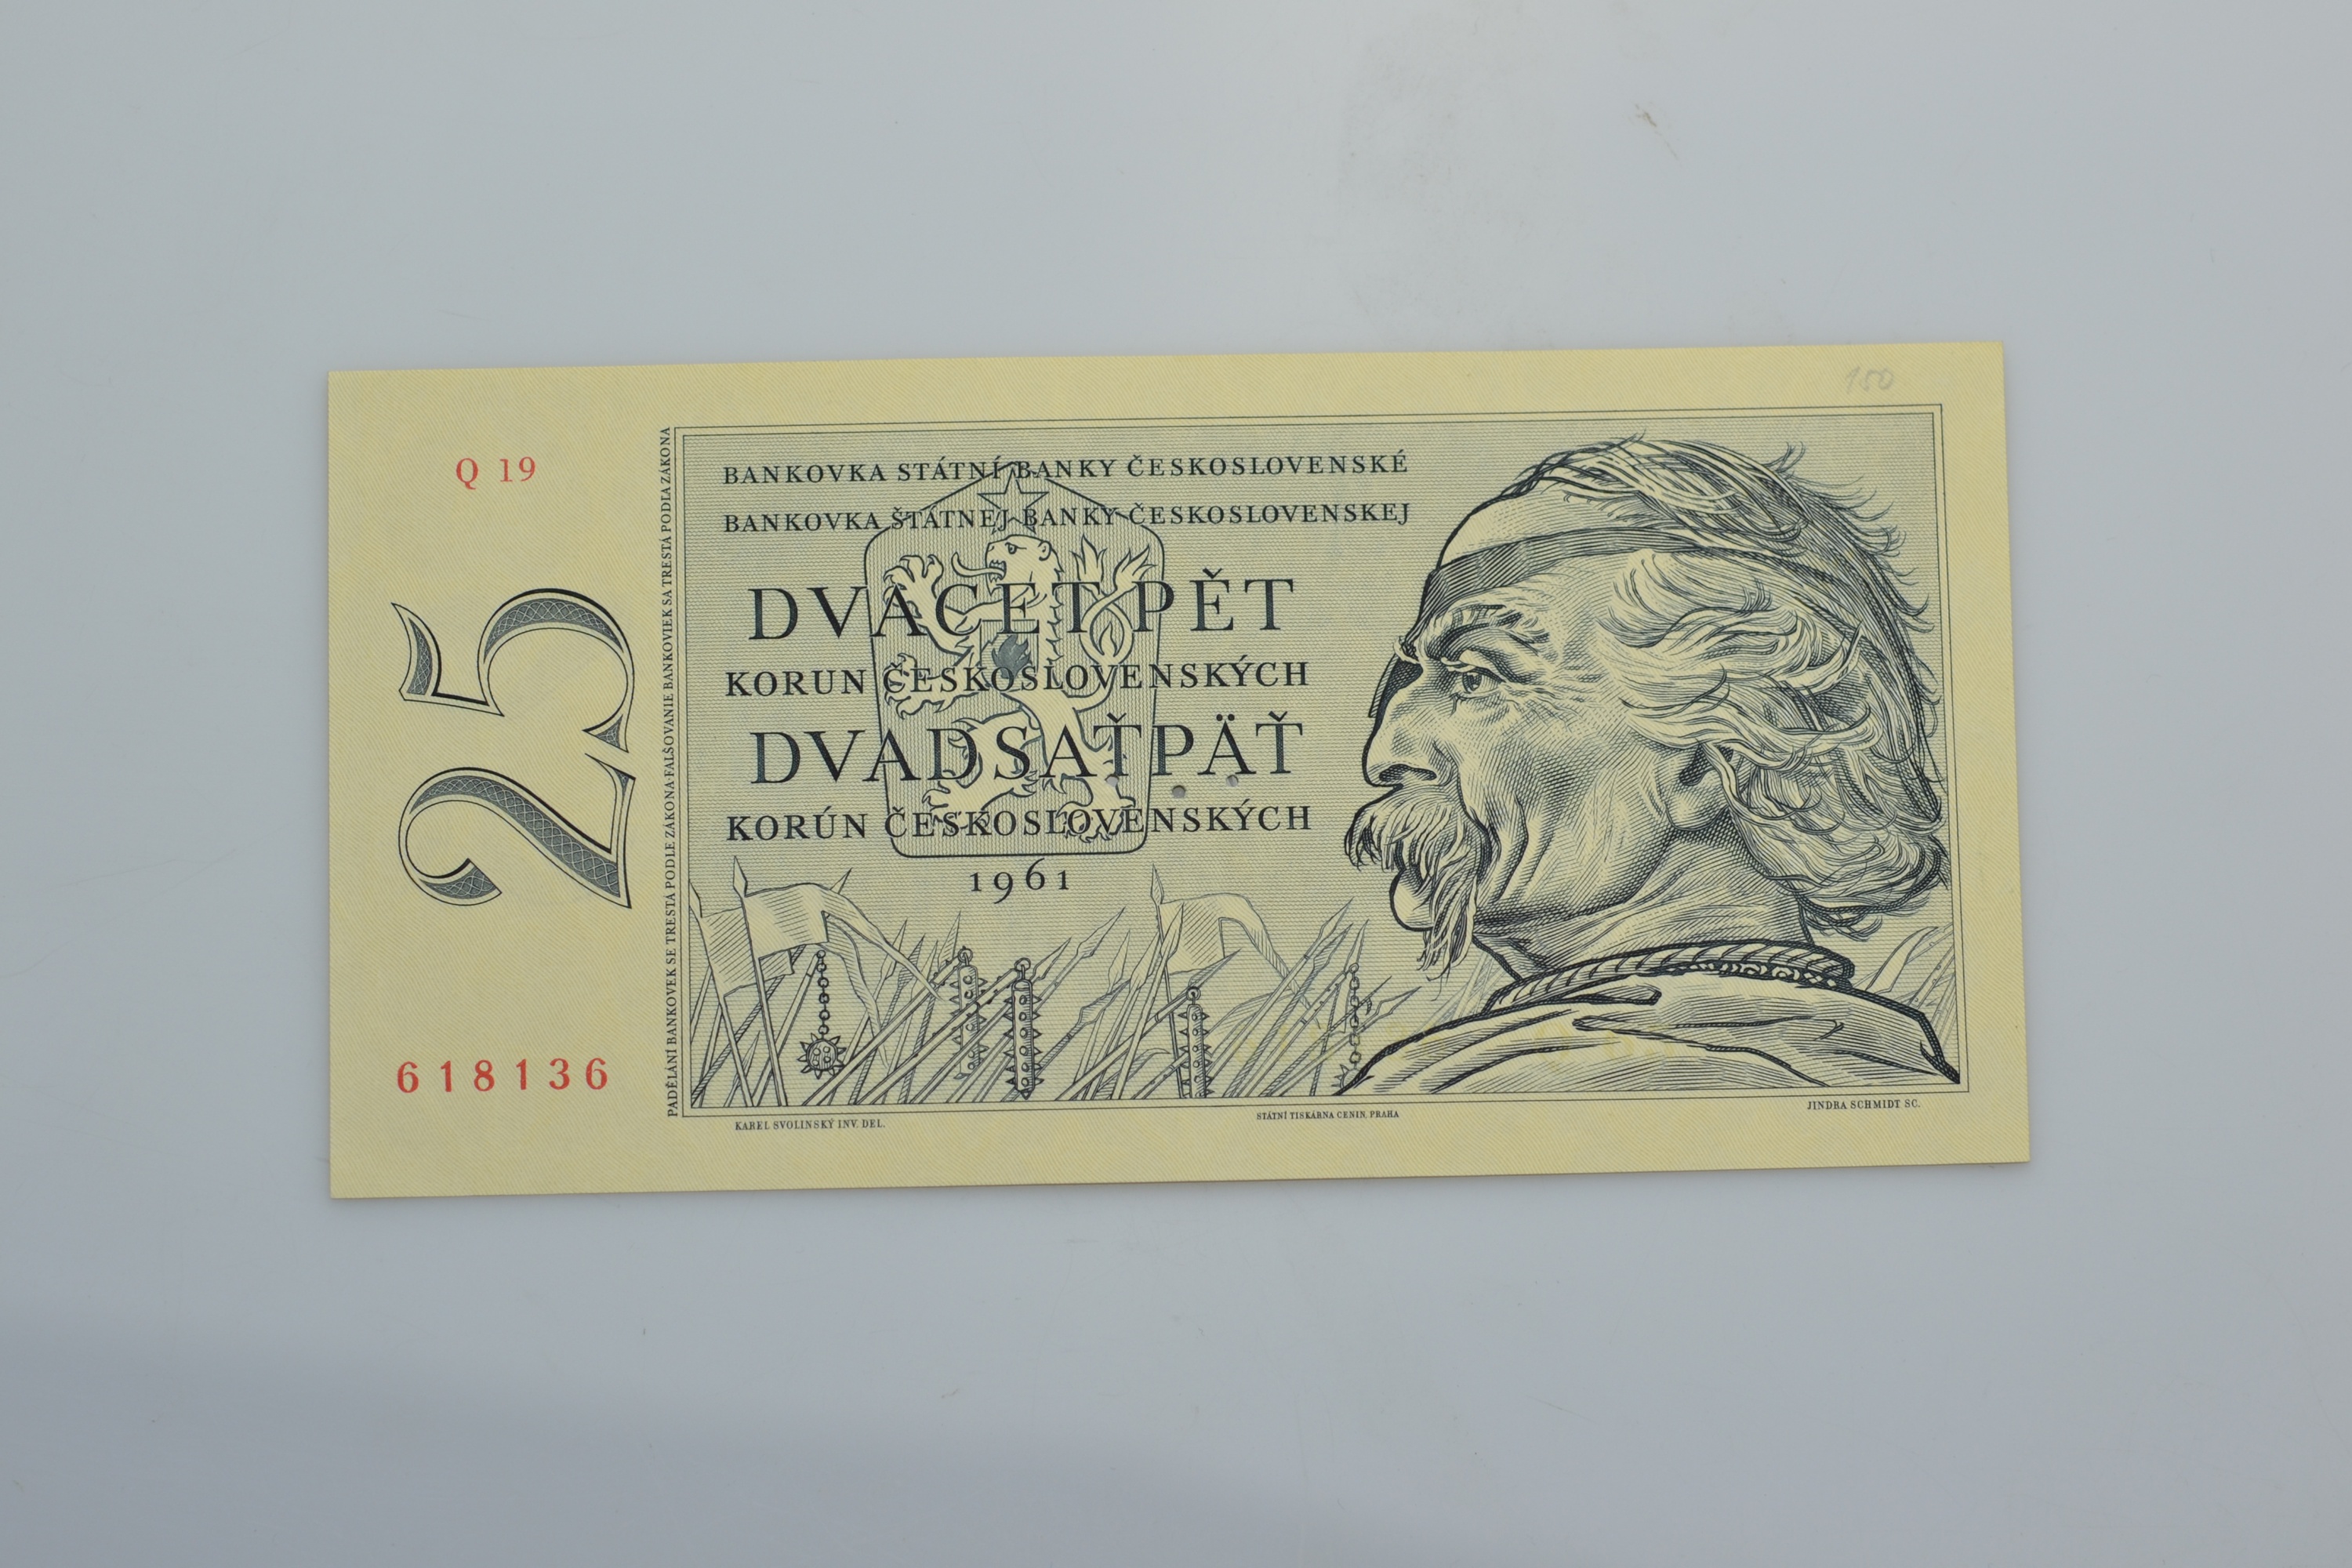 150
Q 19
25
618136
PADĚLÁNÍ BANKOVEK SE TRESTÁ PODLE ZÁKONA · FALŠOVANIE BANKOVIEK SA TRESTÁ PODĽA ZÁKONA
BANKOVKA STÁTNÍ BANKY ČESKOSLOVENSKÉ
BANKOVKA ŠTÁTNEJ BANKY ČESKOSLOVENSKEJ
DVACET PĚT
KORUN ČESKOSLOVENSKÝCH
DVADSAŤPÄŤ
KORÚN ČESKOSLOVENSKÝCH
1961
KAREL SVOLINSKÝ INV. DEL.
STÁTNÍ TISKÁRNA CENIN, PRAHA
JINDRA SCHMIDT SC.